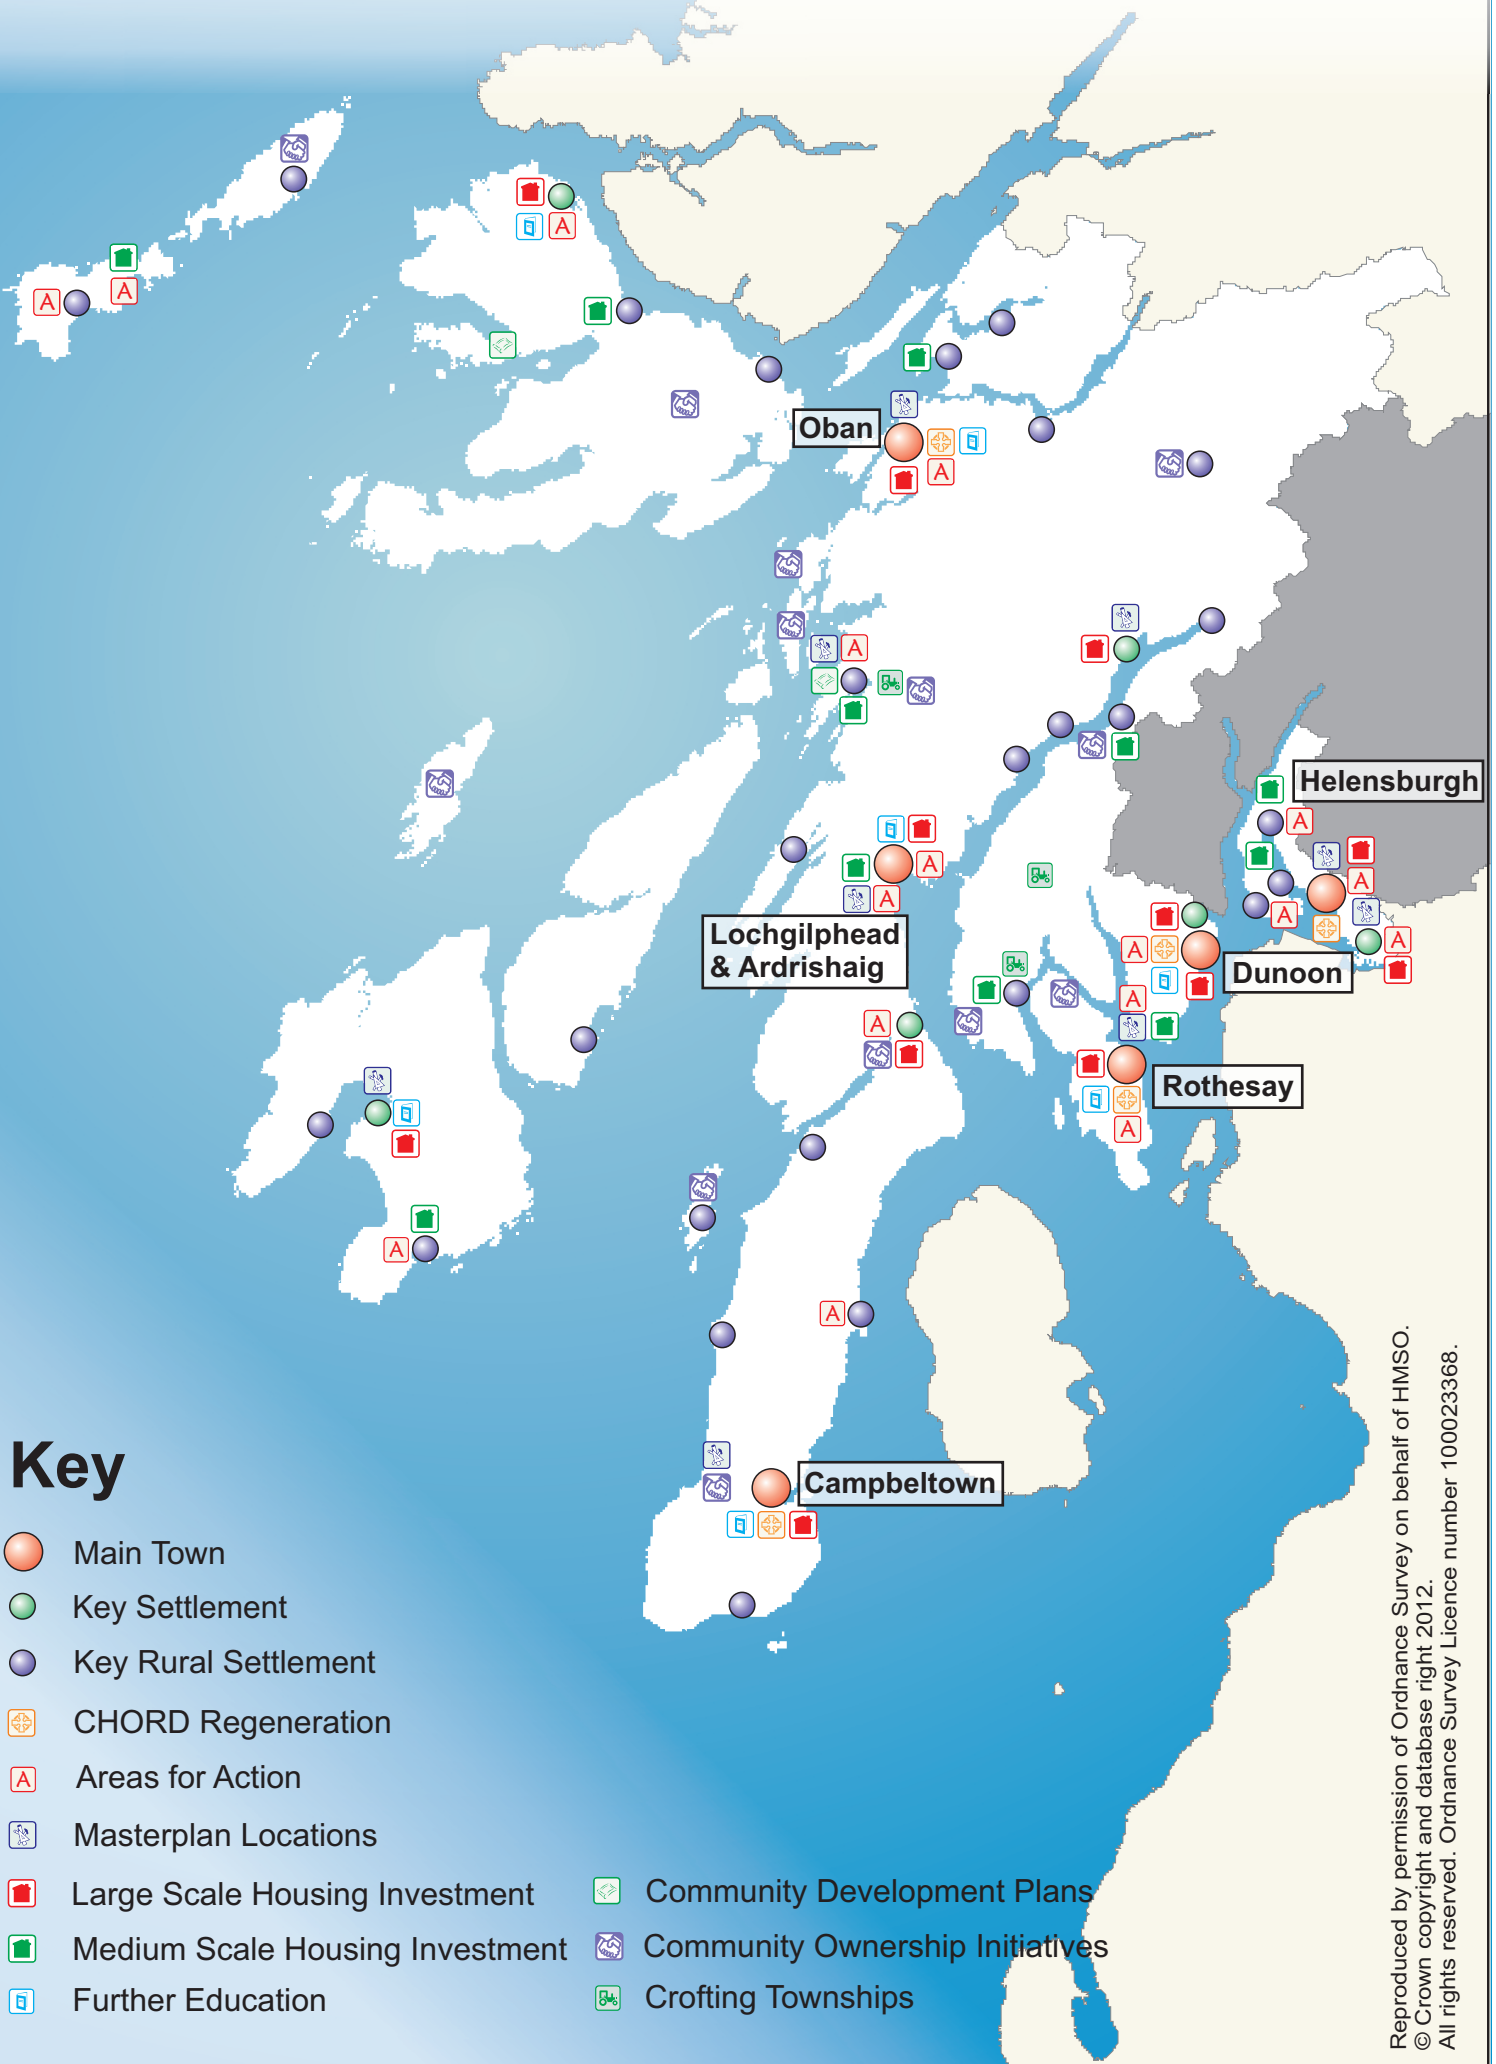 Oban
Helensburgh
Lochgilphead
& Ardrishaig
Dunoon
Rothesay
Campbeltown
Key
Main Town
Key Settlement
Key Rural Settlement
CHORD Regeneration
A Areas for Action
Masterplan Locations
Large Scale Housing Investment
Medium Scale Housing Investment
Further Education
Community Development Plans
Community Ownership Initiatives
Crofting Townships
Reproduced by permission of Ordnance Survey on behalf of HMSO.
© Crown copyright and database right 2012.
All rights reserved. Ordnance Survey Licence number 100023368.